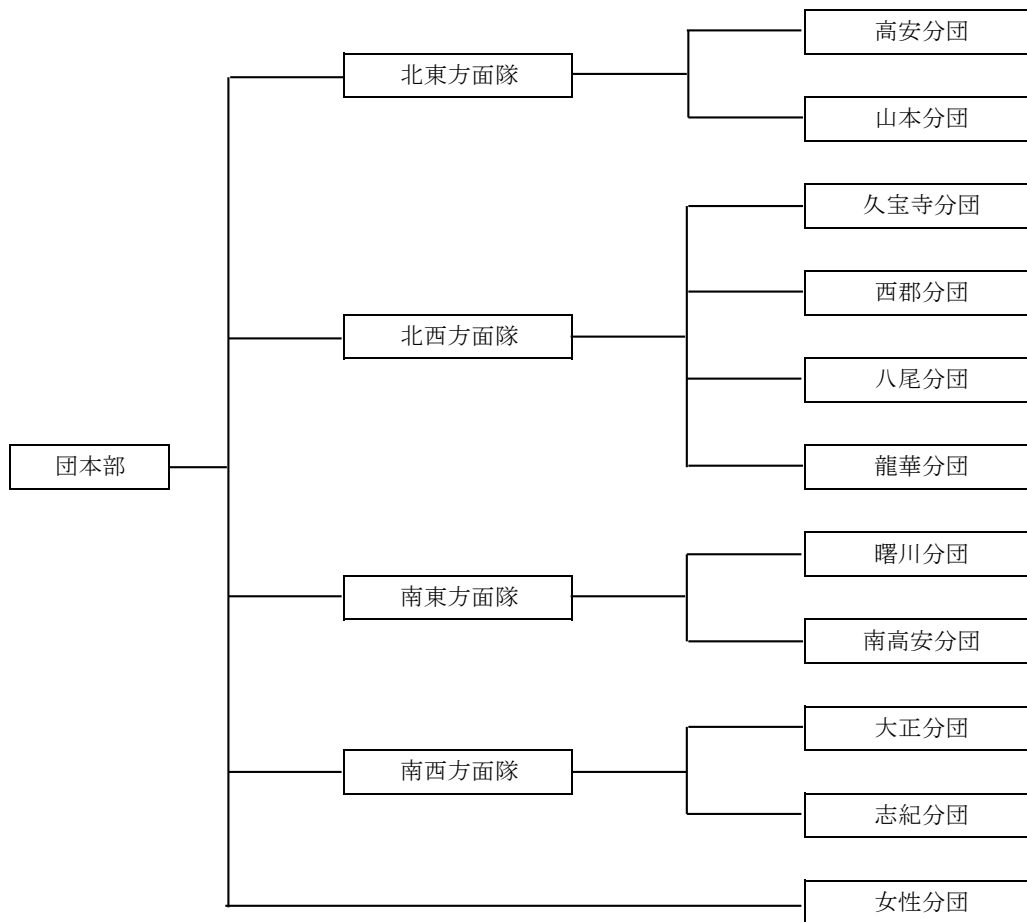 高安分団
北東方面隊
山本分団
久宝寺分団
西郡分団
北西方面隊
八尾分団
団本部
龍華分団
曙川分団
南東方面隊
南高安分団
大正分団
南西方面隊
志紀分団
女性分団